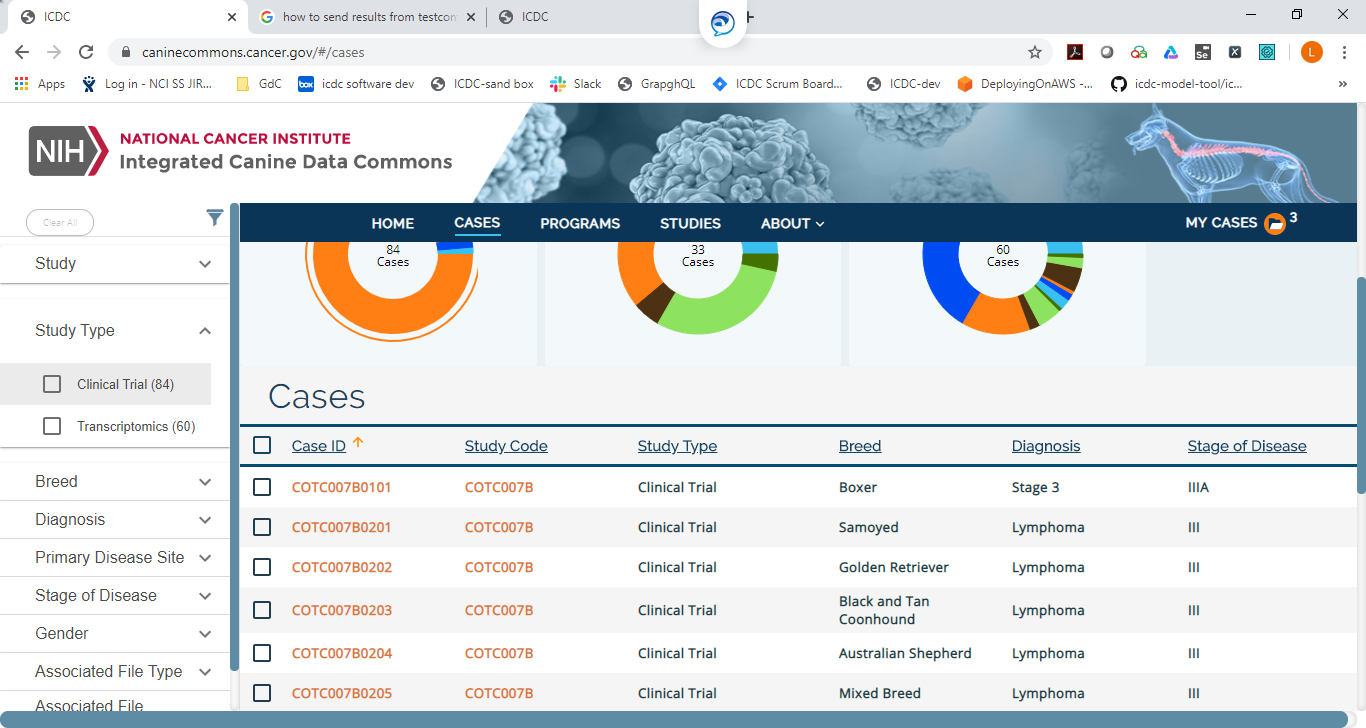 ICDC
how to send results from testcom
ICDC
caninecommons.cancer.gov/#/cases
L
Apps
Log in - NCI SS JIR...
GdC
box
icdc software dev
ICDC-sand box
Slack
GrapghQL
ICDC Scrum Board...
ICDC-dev
DeployingOnAWS -...
icdc-model-tool/ic...
»
NIH
NATIONAL CANCER INSTITUTE
Integrated Canine Data Commons
Clear All
HOME
CASES
PROGRAMS
STUDIES
ABOUT
MY CASES
3
Study
Study Type
Clinical Trial (84)
Transcriptomics (60)
Breed
Diagnosis
Primary Disease Site
Stage of Disease
Gender
Associated File Type
Associated File
84
Cases
33
Cases
60
Cases
Cases
Case ID Study Code Study Type Breed Diagnosis Stage of Disease
COTC007B0101 COTC007B Clinical Trial Boxer Stage 3 IIIA
COTC007B0201 COTC007B Clinical Trial Samoyed Lymphoma III
COTC007B0202 COTC007B Clinical Trial Golden Retriever Lymphoma III
COTC007B0203 COTC007B Clinical Trial Black and Tan Coonhound Lymphoma III
COTC007B0204 COTC007B Clinical Trial Australian Shepherd Lymphoma III
COTC007B0205 COTC007B Clinical Trial Mixed Breed Lymphoma III